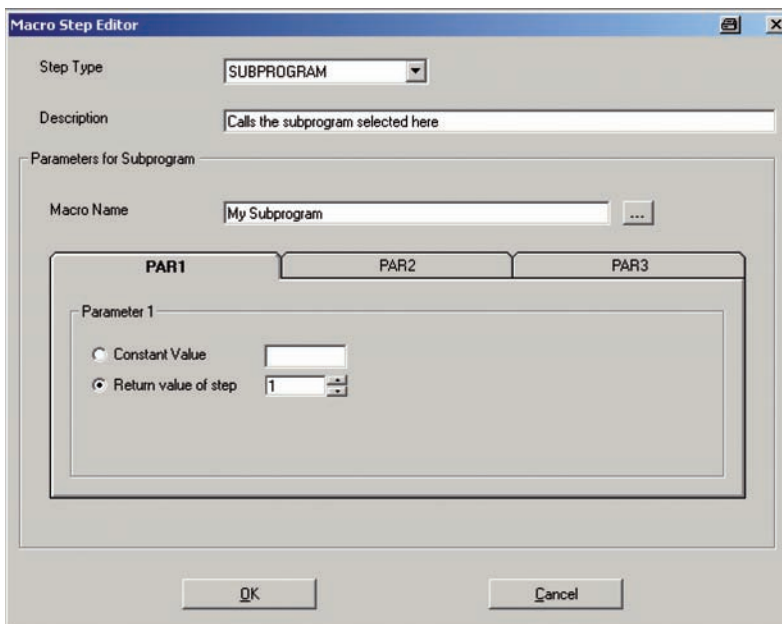 Macro Step Editor
Step Type SUBPROGRAM
Description Calls the subprogram selected here
Parameters for Subprogram
Macro Name My Subprogram ...
PAR1 PAR2 PAR3
Parameter 1
Constant Value
Return value of step 1
OK Cancel